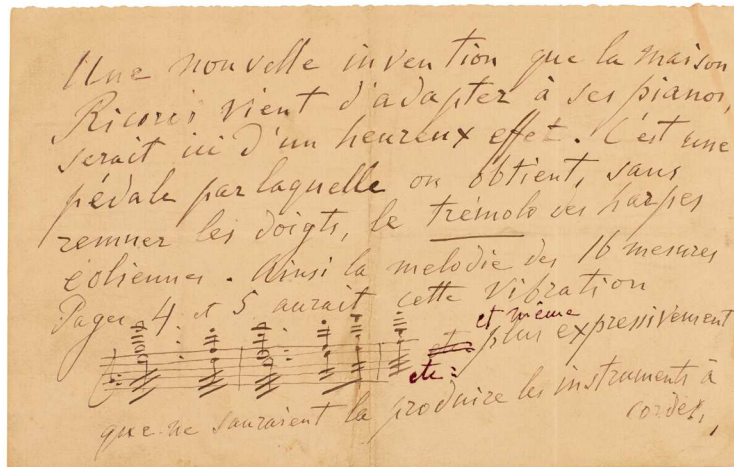 Une nouvelle invention que la maison
Ricorès vient d'adapter à ses pianos,
serait ici d'un heureux effet. C'est une
pédale par laquelle on obtient, sans
remuer les doigts, le trémolo des harpes
éoliennes. Ainsi la melodie des 16 mesures
Pages 4 et 5 aurait cette vibration
et même
plus expressivement
etc:
que ne sauraient la produire les instruments à
cordes,